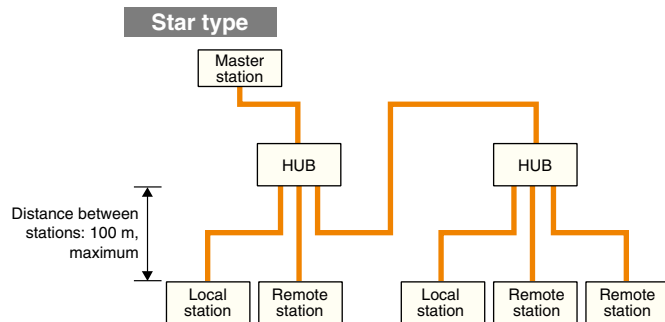 Star type
Master
station
HUB
HUB
Distance between
stations: 100 m,
maximum
Local
station
Remote
station
Local
station
Remote
station
Remote
station